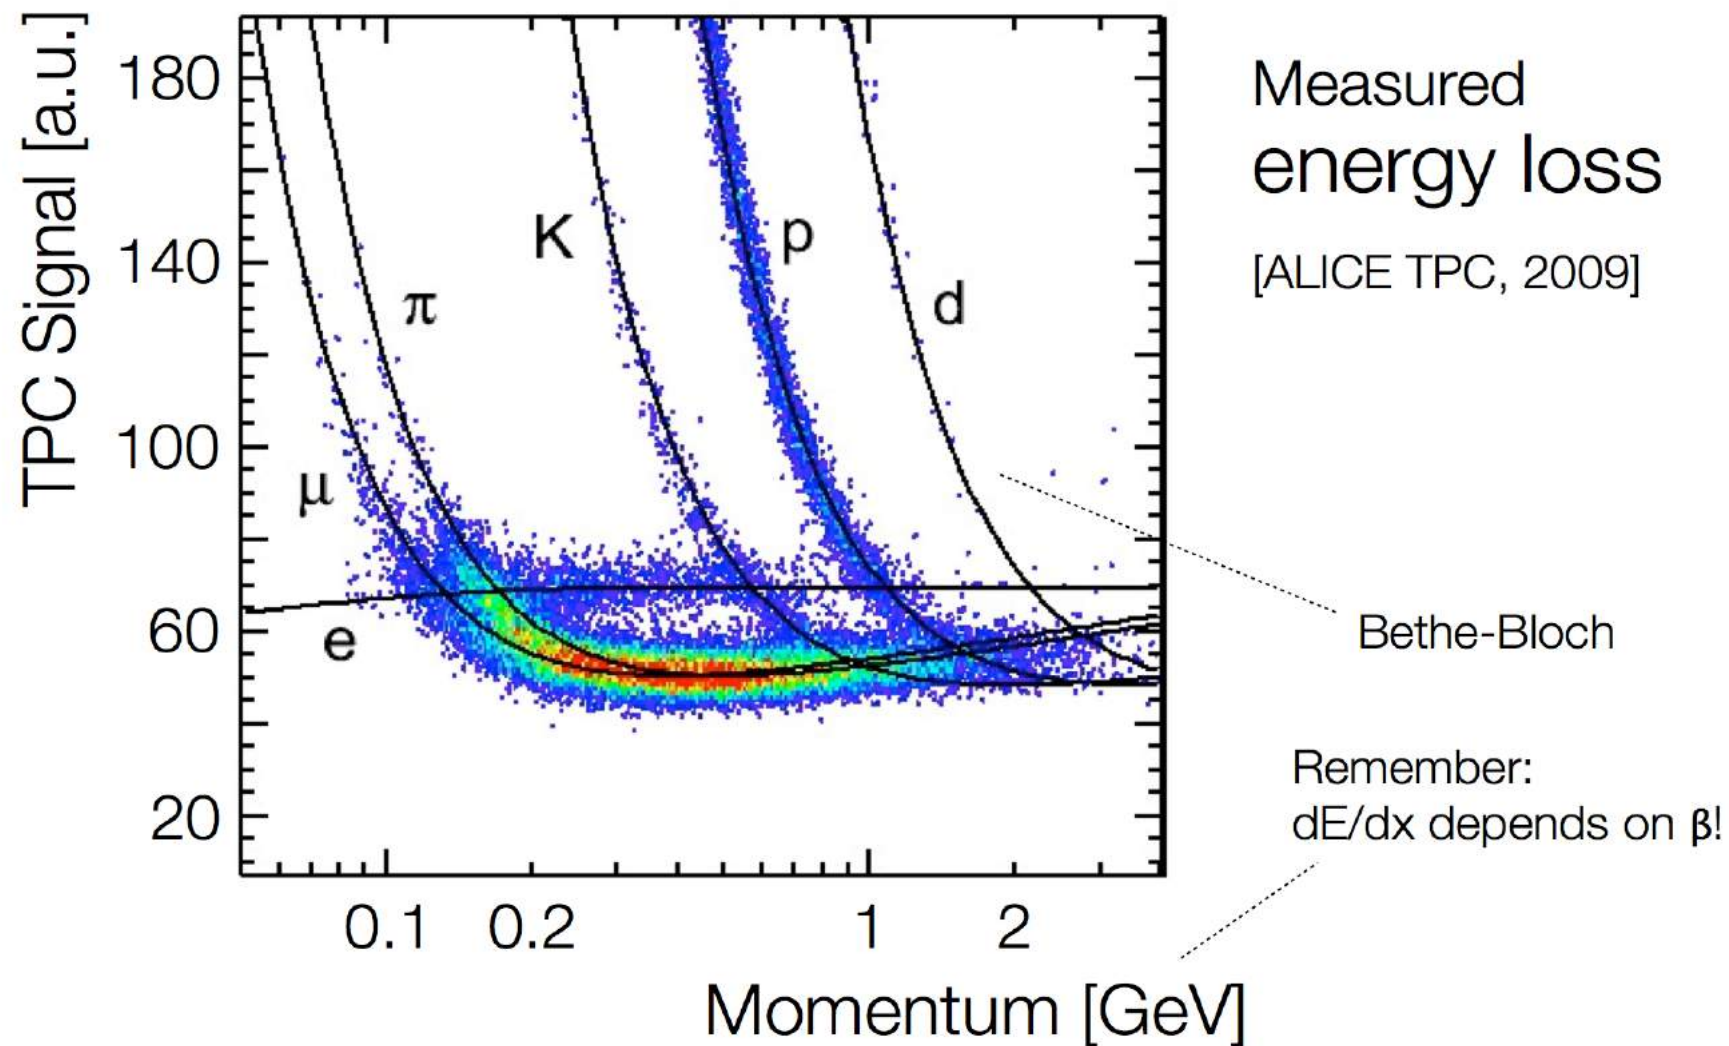 TPC Signal [a.u.]
180
140
100
60
20
μ
π
K
p
d
e
0.1 0.2 1 2
Momentum [GeV]
Measured
energy loss
[ALICE TPC, 2009]
Bethe-Bloch
Remember:
dE/dx depends on β!